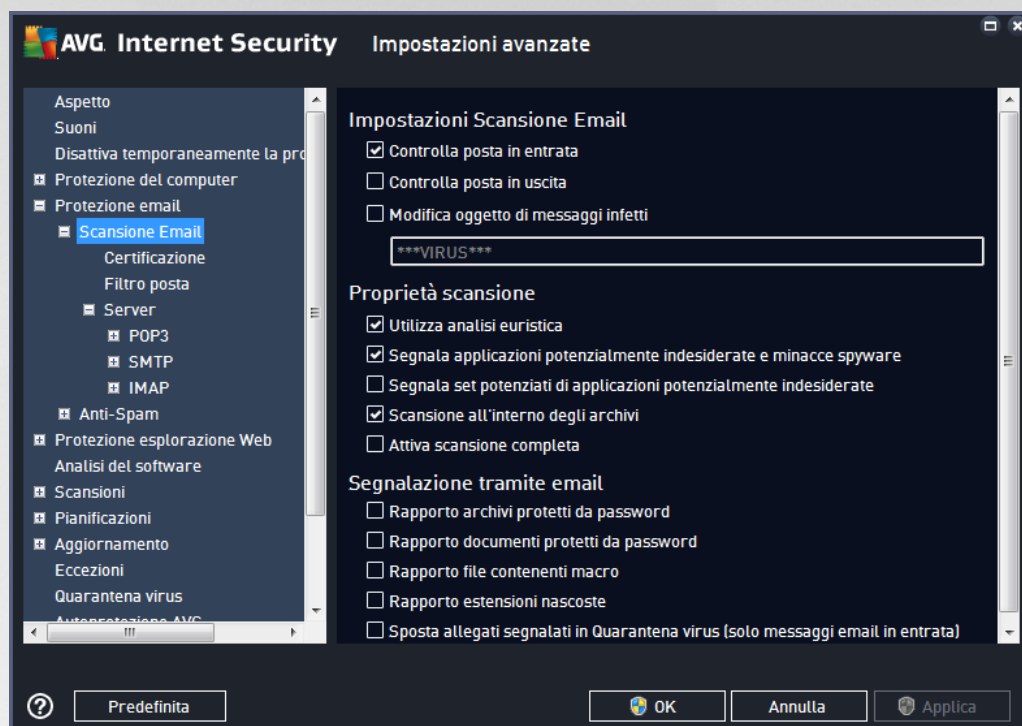 AVG. Internet Security Impostazioni avanzate
Aspetto
Suoni
Disattiva temporaneamente la pro
Protezione del computer
Protezione email
Scansione Email
Certificazione
Filtro posta
Server
POP3
SMTP
IMAP
Anti-Spam
Protezione esplorazione Web
Analisi del software
Scansioni
Pianificazioni
Aggiornamento
Eccezioni
Quarantena virus
Autoprotezione AVG
Impostazioni Scansione Email
Controlla posta in entrata
Controlla posta in uscita
Modifica oggetto di messaggi infetti
***VIRUS***
Proprietà scansione
Utilizza analisi euristica
Segnala applicazioni potenzialmente indesiderate e minacce spyware
Segnala set potenziati di applicazioni potenzialmente indesiderate
Scansione all'interno degli archivi
Attiva scansione completa
Segnalazione tramite email
Rapporto archivi protetti da password
Rapporto documenti protetti da password
Rapporto file contenenti macro
Rapporto estensioni nascoste
Sposta allegati segnalati in Quarantena virus (solo messaggi email in entrata)
? Predefinita OK Annulla Applica